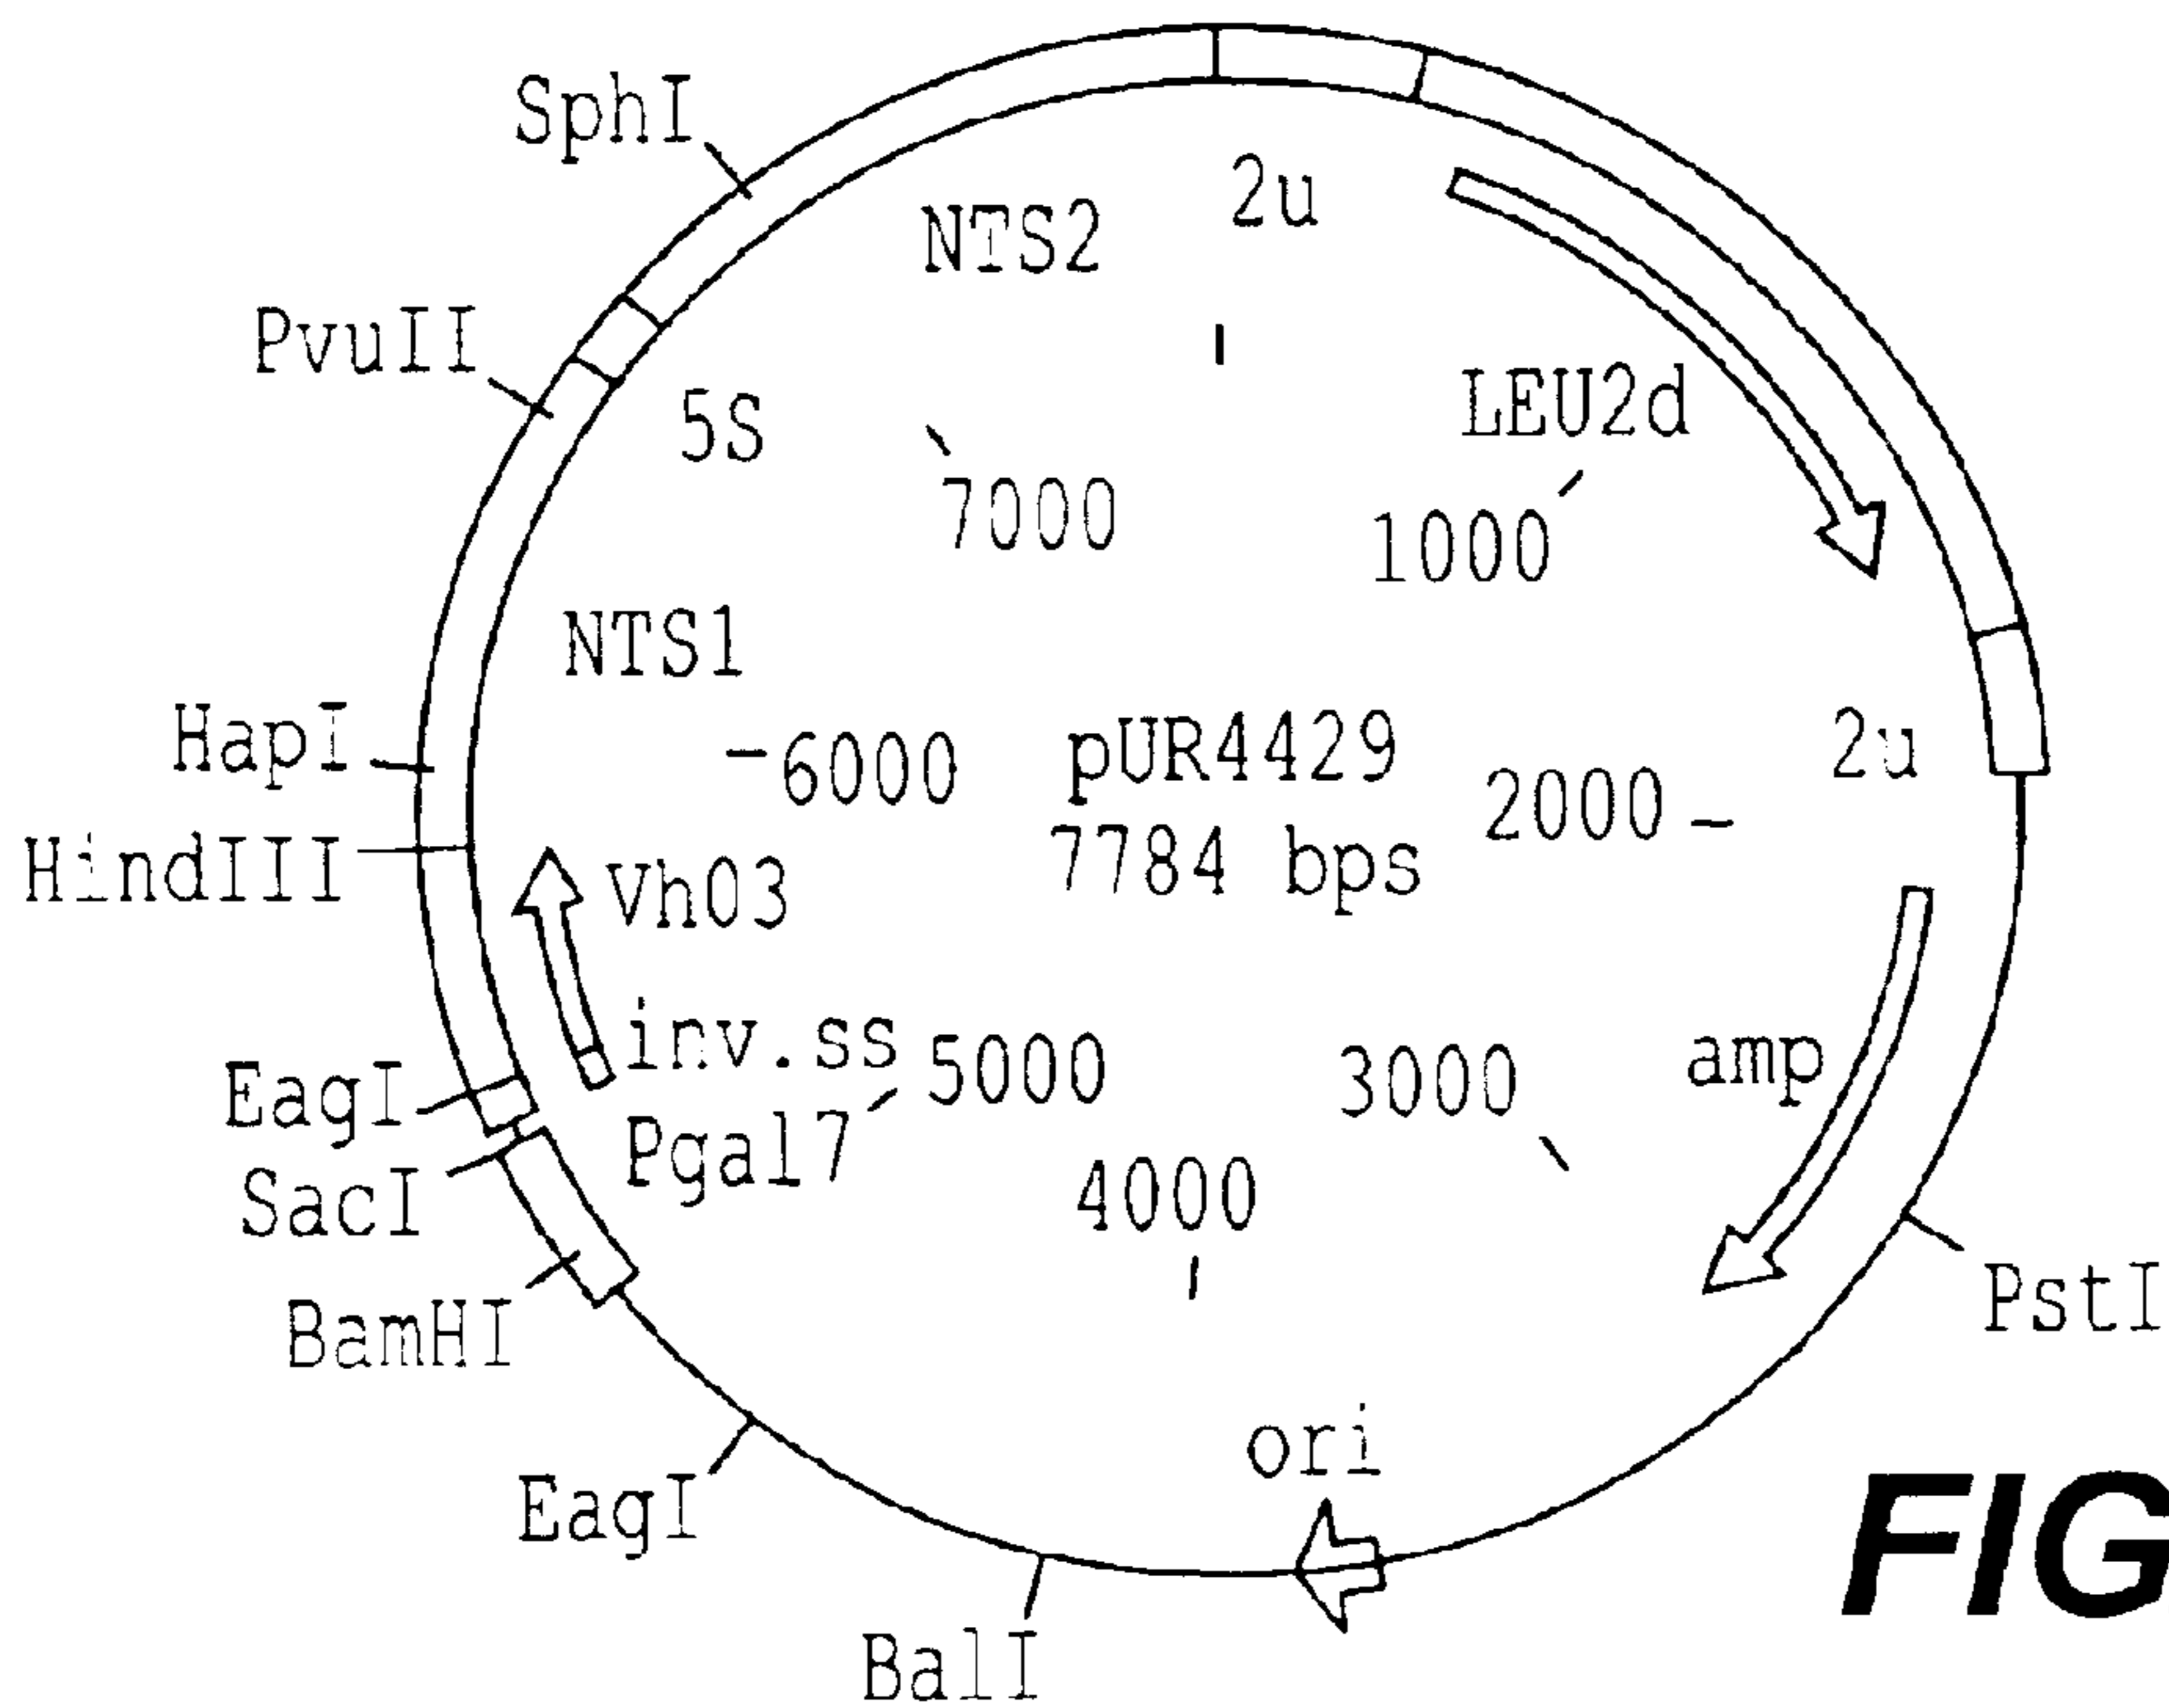 SphI
2u
NTS2
PvuII
LEU2d
5S
7000
1000
NTS1
HapI
-6000
pUR4429
2u
2000 -
7784 bps
HindIII
Vh03
inv.ss
5000
3000
amp
EagI
Pgal7
SacI
4000
PstI
BamHI
ori
EagI
BalI
FIG